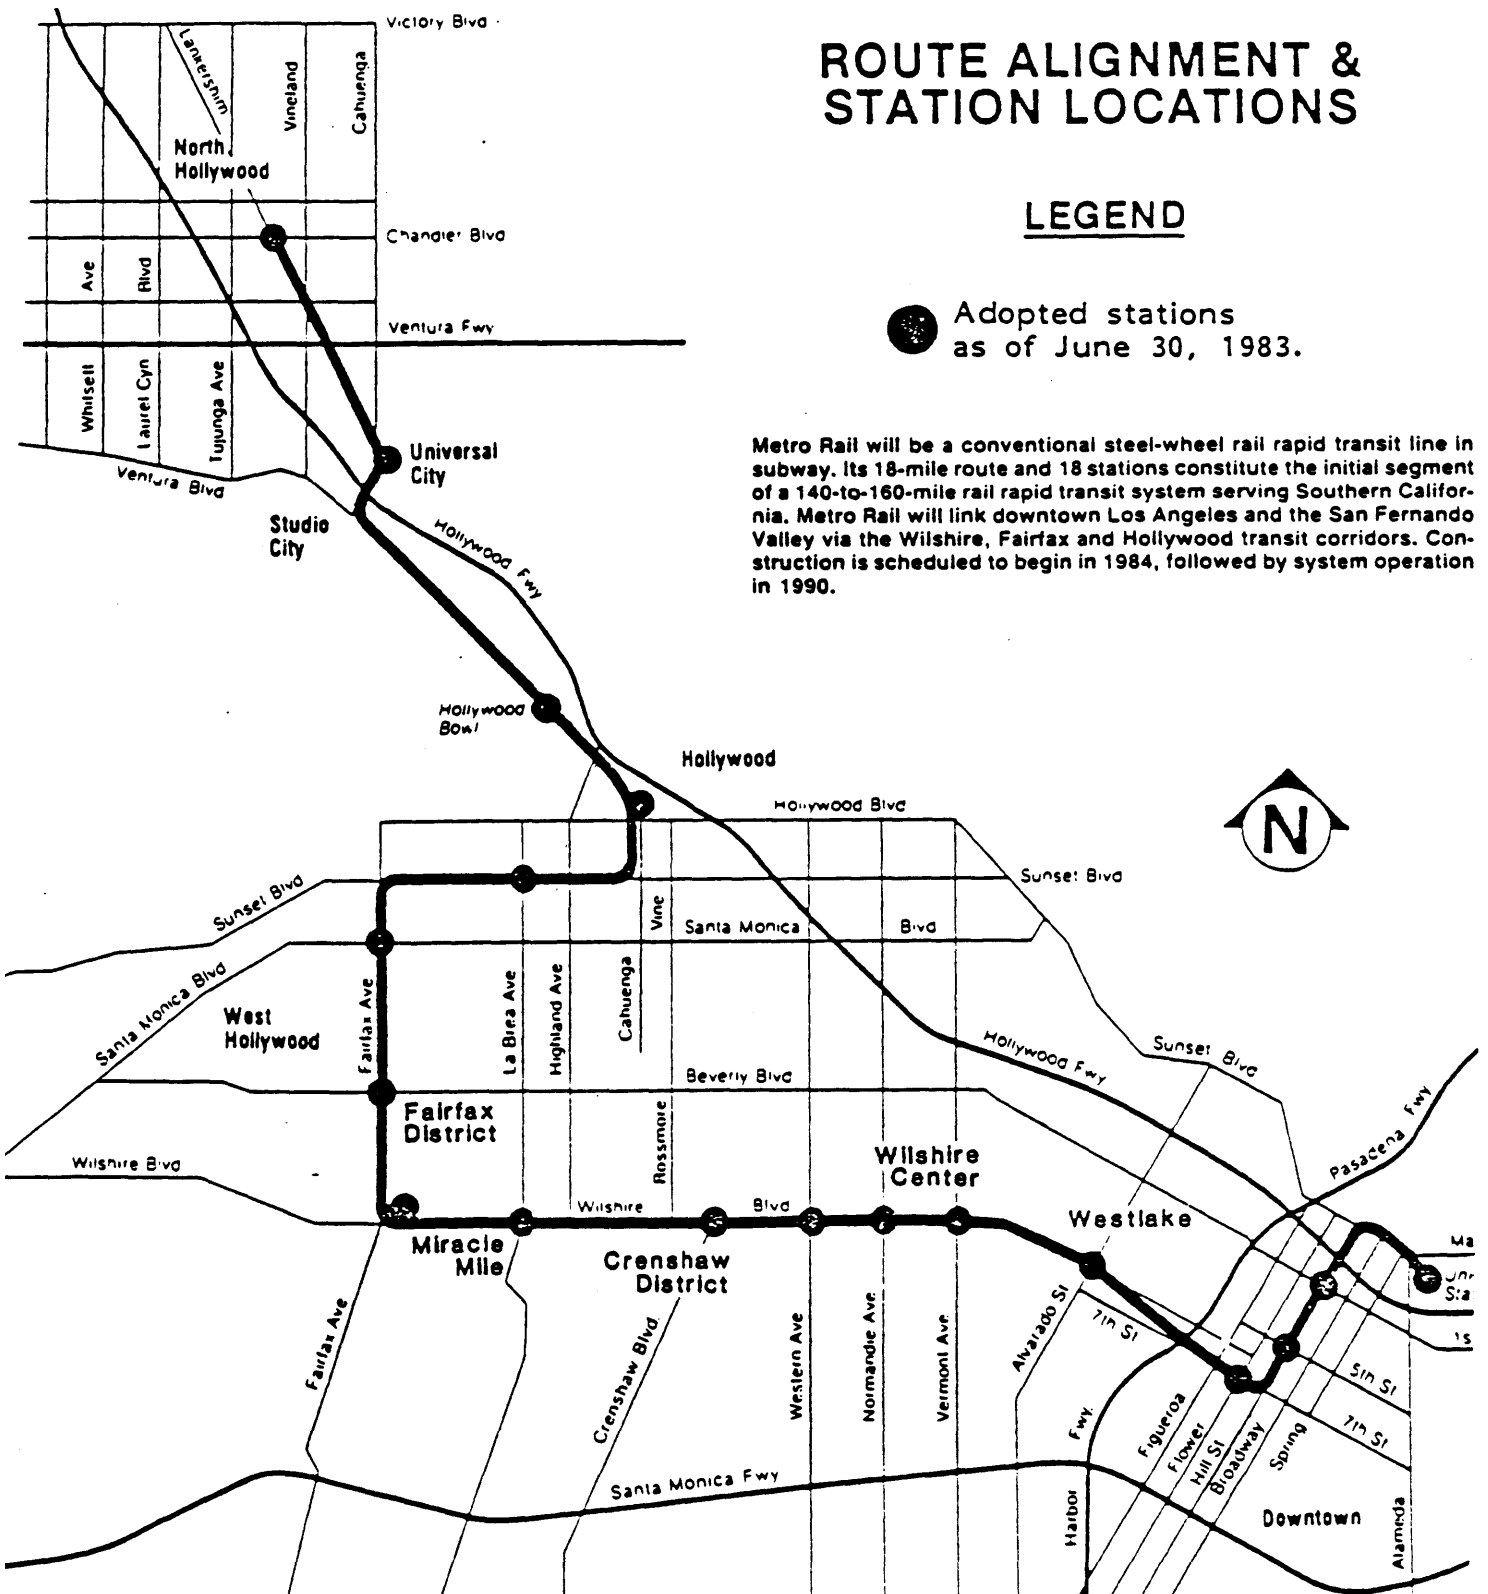 ROUTE ALIGNMENT &
STATION LOCATIONS
LEGEND
Adopted stations
as of June 30, 1983.
Metro Rail will be a conventional steel-wheel rail rapid transit line in
subway. Its 18-mile route and 18 stations constitute the initial segment
of a 140-to-160-mile rail rapid transit system serving Southern Califor-
nia. Metro Rail will link downtown Los Angeles and the San Fernando
Valley via the Wilshire, Fairfax and Hollywood transit corridors. Con-
struction is scheduled to begin in 1984, followed by system operation
in 1990.
Victory Blvd
Lankershim
Vineland
Cahuenga
North
Hollywood
Chandler Blvd
Ave
Blvd
Ventura Fwy
Whitsett
Laurel Cyn
Tujunga Ave
Universal
City
Ventura Blvd
Studio
City
Hollywood Fwy
Hollywood
Bowl
Hollywood
Hollywood Blvd
N
Sunset Blvd
Sunset Blvd
Vine
Santa Monica
Blvd
Santa Monica Blvd
Fairfax Ave
La Brea Ave
Highland Ave
Cahuenga
West
Hollywood
Hollywood Fwy
Sunset Blvd
Beverly Blvd
Pasadena Fwy
Fairfax
District
Rossmore
Wilshire Blvd
Wilshire
Center
Wilshire
Blvd
Westlake
Miracle
Mile
Crenshaw
District
Ma
Sta
Fairfax Ave
Crenshaw Blvd.
Western Ave
Normandie Ave.
Vermont Ave.
Alvarado St
7th St
1s
5th St
7th St
Fwy.
Figueroa
Flower
Hill St
Broadway
Spring
Santa Monica Fwy
Harbor
Downtown
Alameda